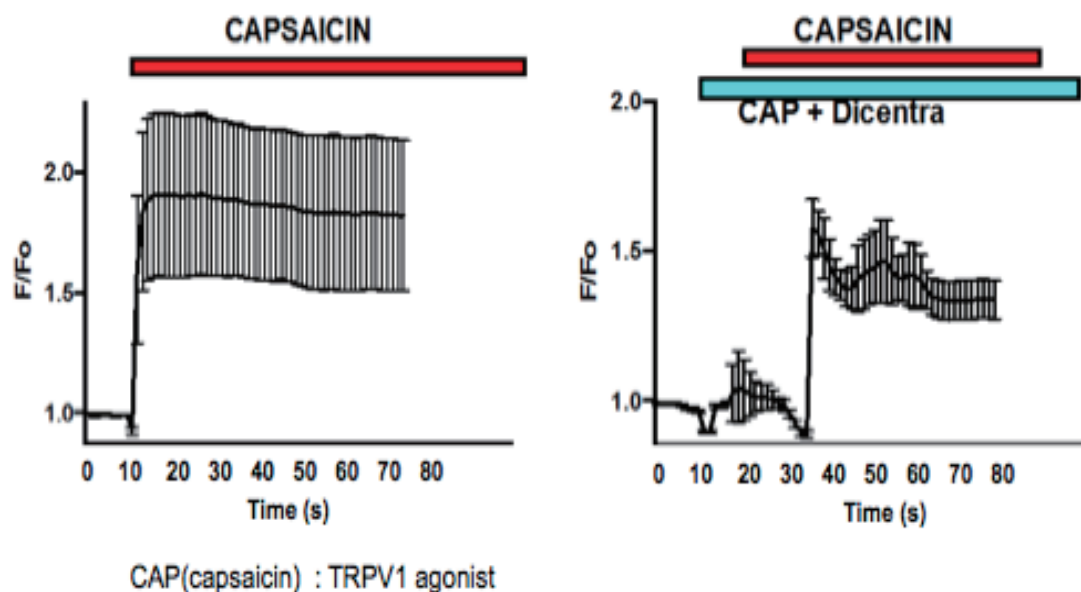 CAPSAICIN
2.0
1.5
1.0
F/Fo
0 10 20 30 40 50 60 70 80
Time (s)
CAPSAICIN
CAP + Dicentra
2.0
1.5
1.0
F/Fo
0 10 20 30 40 50 60 70 80
Time (s)
CAP(capsaicin) : TRPV1 agonist